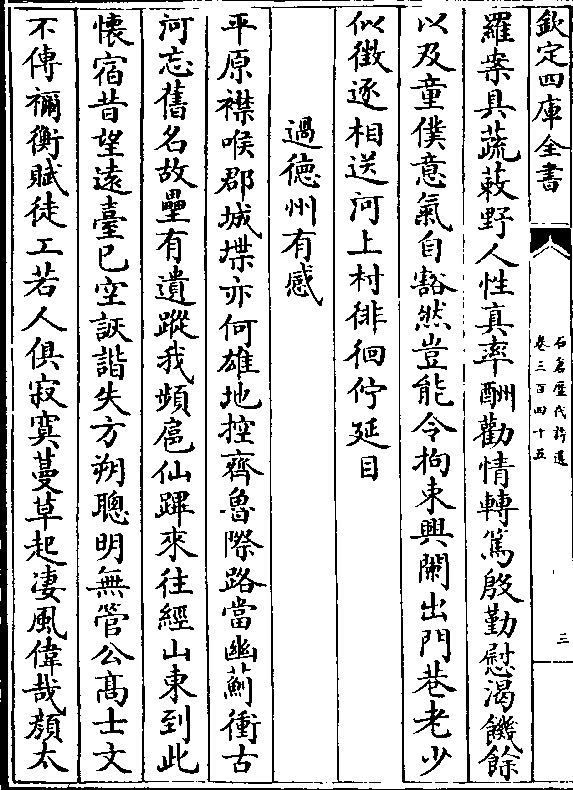 欽定四庫全書
石倉歴代詩選
卷三百四十五
三
羅案具蔬蔌野人性真率酬勸情轉篤殷勤慰渴饑餘
以及童僕意氣自豁然豈能令拘束興闌出門巷老少
似徵逐相送河上村徘徊佇延目
過徳州有感
平原襟喉郡城堞亦何雄地控齊魯際路當幽薊衝古
河忘舊名故壘有遺蹤我頻扈仙蹕來往經山東到此
懐宿昔望遠臺已空詼諧失方朔聰明無管公高士文
不傳禰衡賦徒工若人俱寂寞蔓草起凄風偉哉顔太